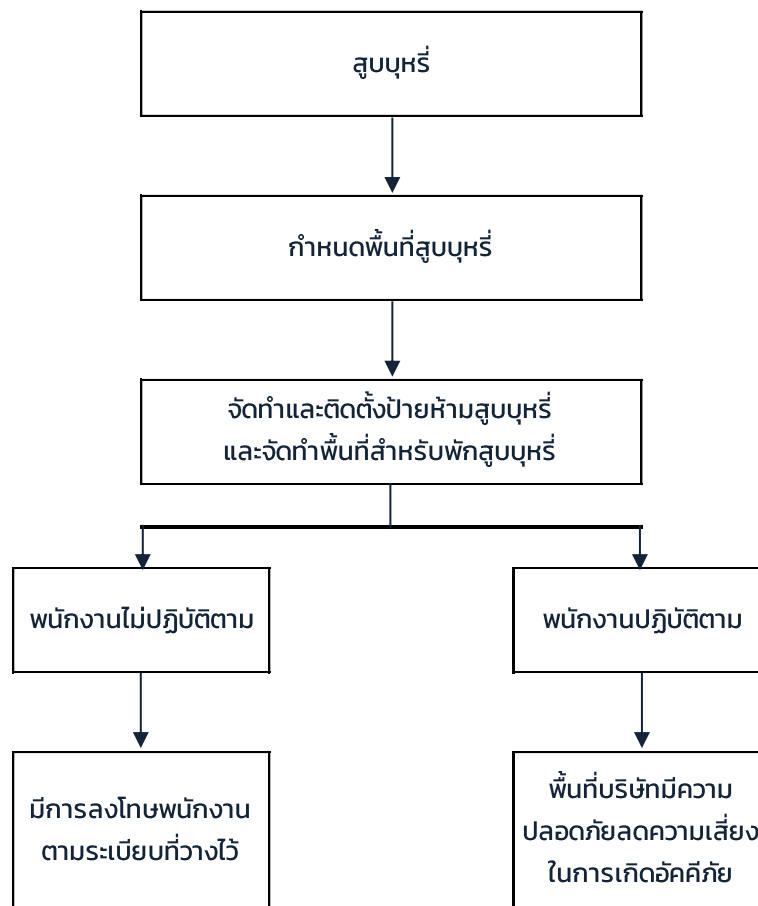 สูบบุหรี่
กำหนดพื้นที่สูบบุหรี่
จัดทำและติดตั้งป้ายห้ามสูบบุหรี่
และจัดทำพื้นที่สำหรับพักสูบบุหรี่
พนักงานไม่ปฏิบัติตาม
พนักงานปฏิบัติตาม
มีการลงโทษพนักงาน
ตามระเบียบที่วางไว้
พื้นที่บริษัทมีความ
ปลอดภัยลดความเสี่ยง
ในการเกิดอัคคีภัย